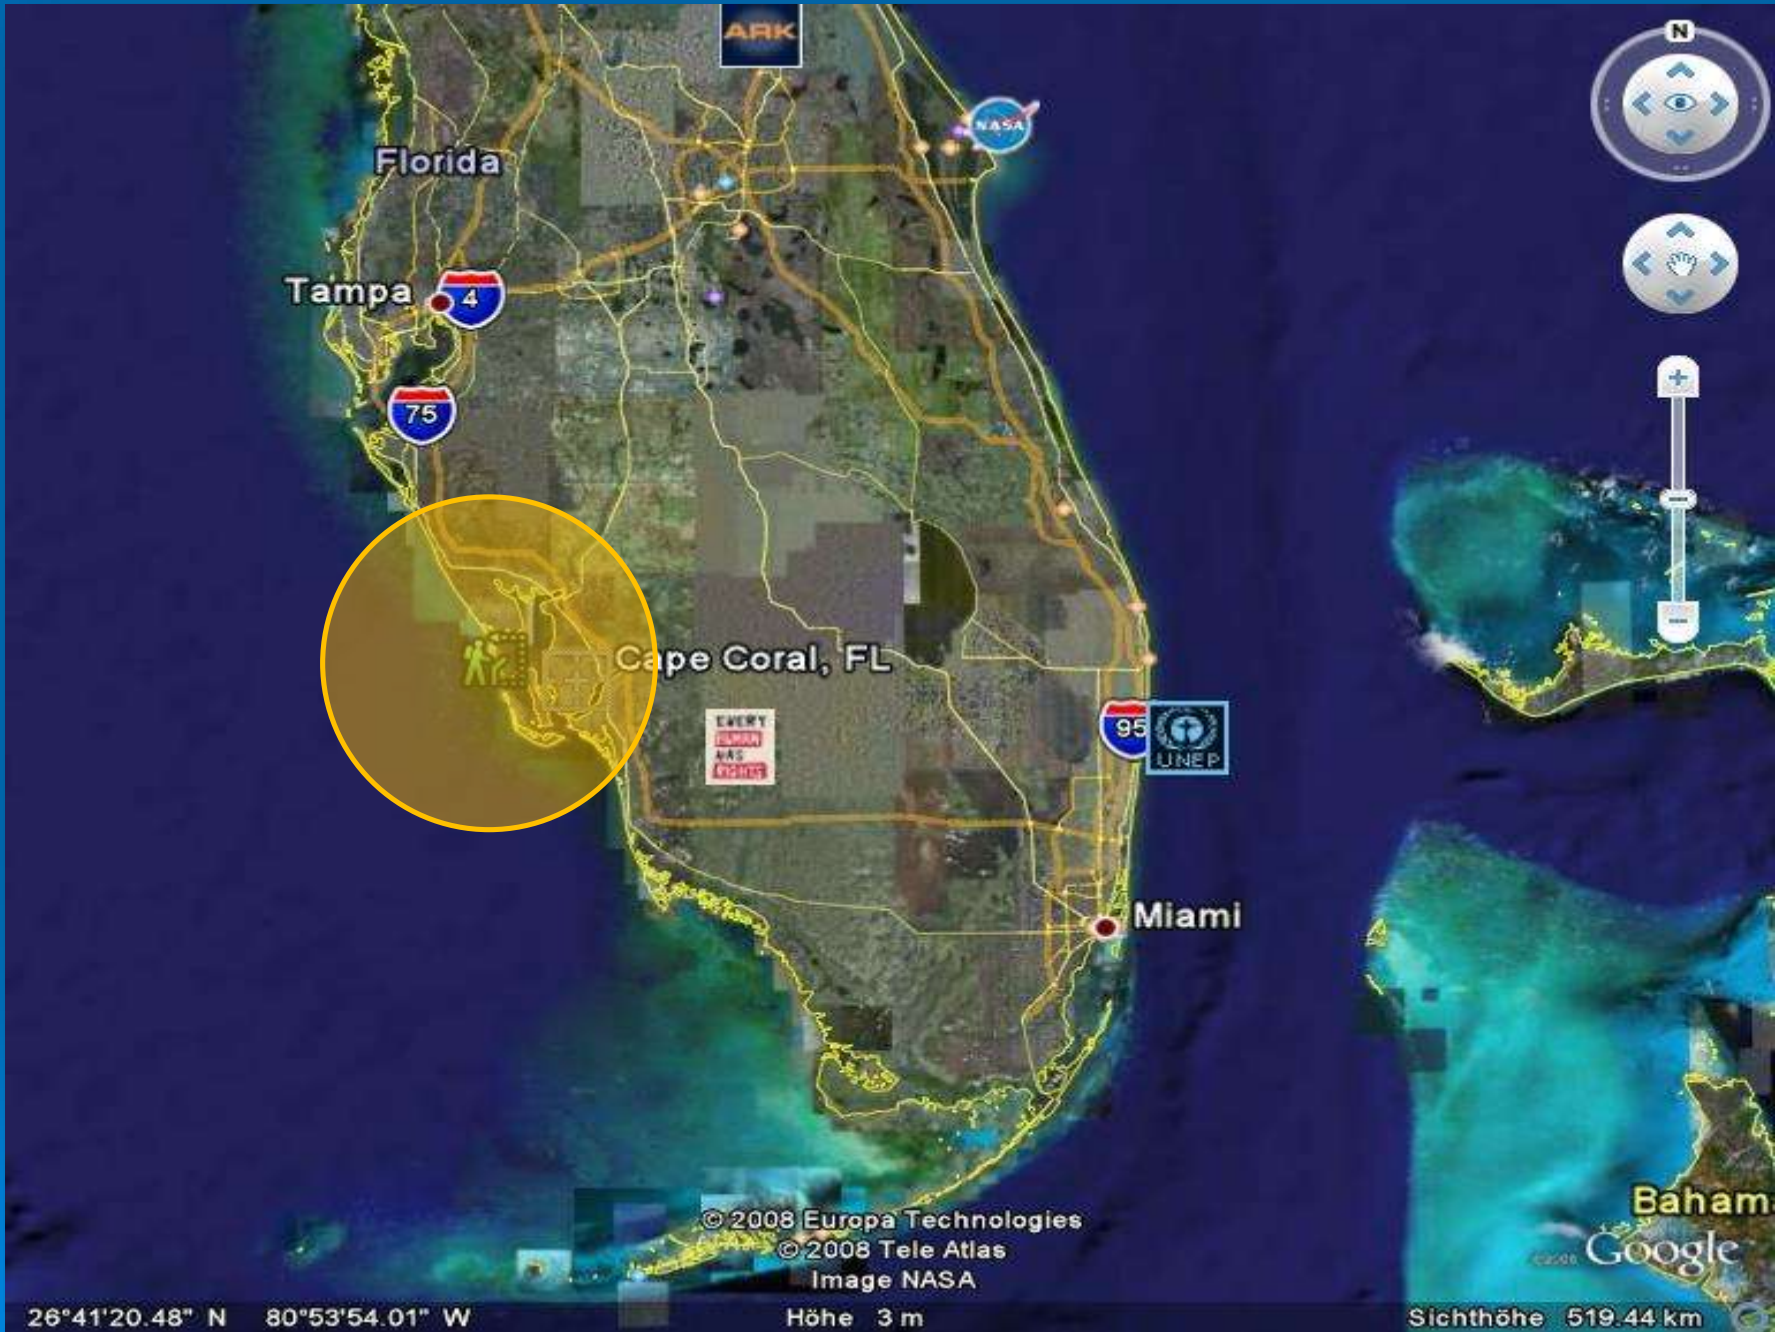 ARK
N
NASA
Florida
Tampa
4
75
Cape Coral, FL
EVERY
HUMAN
HAS
RIGHTS
95
UNEP
Miami
© 2008 Europa Technologies
© 2008 Tele Atlas
Image NASA
Baham
Google
26°41'20.48" N 80°53'54.01" W Höhe 3 m Sichthöhe 519.44 km